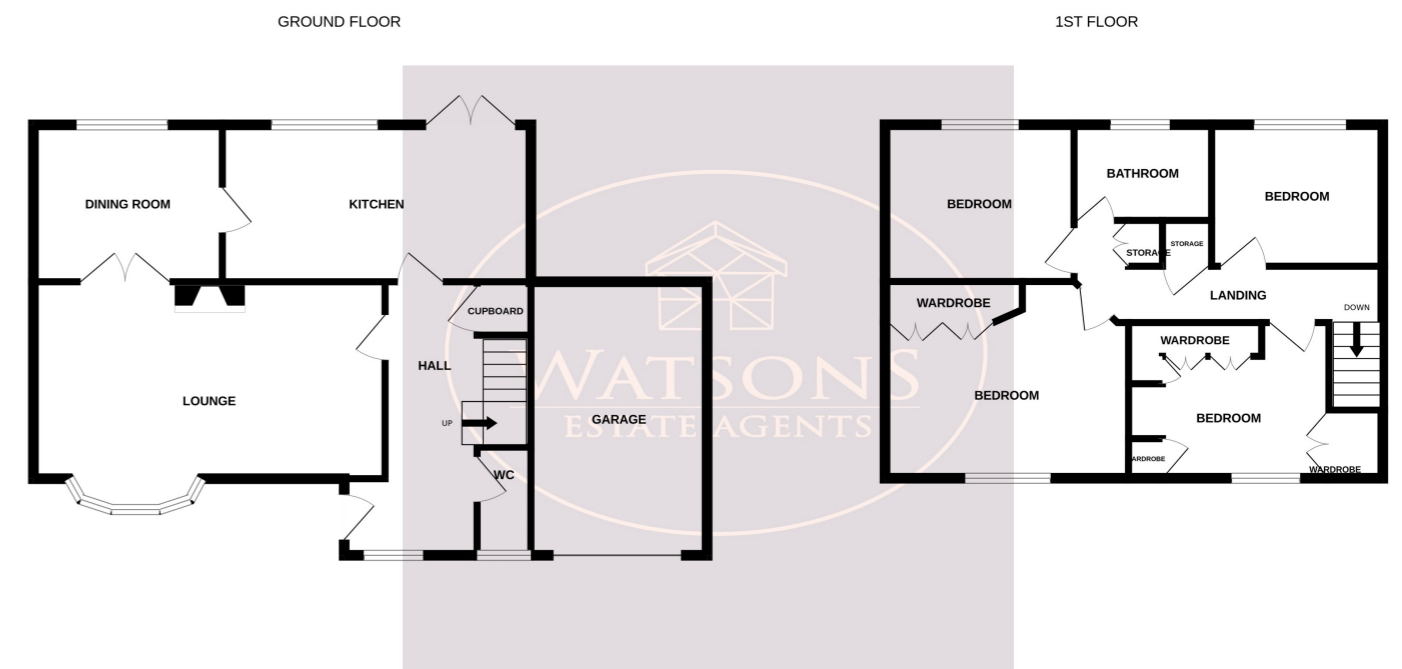 GROUND FLOOR
1ST FLOOR
DINING ROOM
KITCHEN
CUPBOARD
HALL
LOUNGE
UP
WC
GARAGE
WATSONS
ESTATE AGENTS
BEDROOM
BATHROOM
BEDROOM
STORAGE
STORAGE
LANDING
DOWN
WARDROBE
WARDROBE
BEDROOM
BEDROOM
ARDROBE
WARDROBE